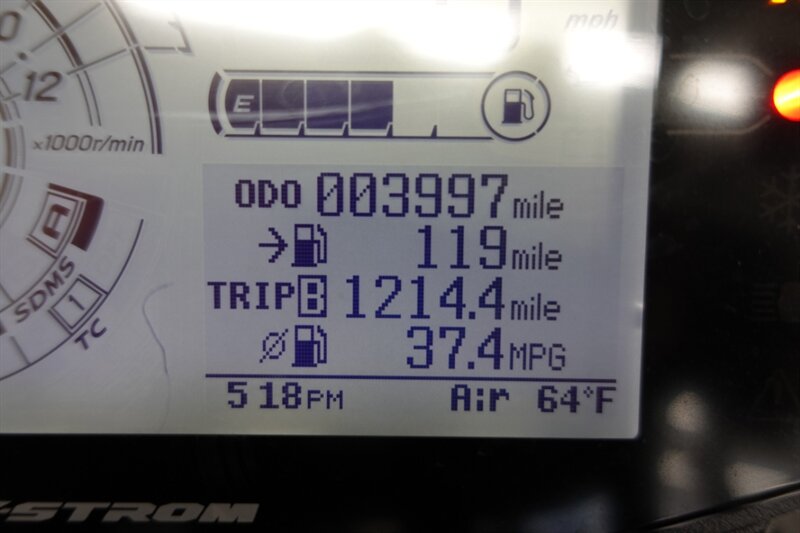 mph
0
12
x1000r/min
E
ODO 003997 mile
119 mile
TRIP B 1214.4 mile
37.4 MPG
5:18 PM Air 64°F
A
SDMS
1
TC
-STROM